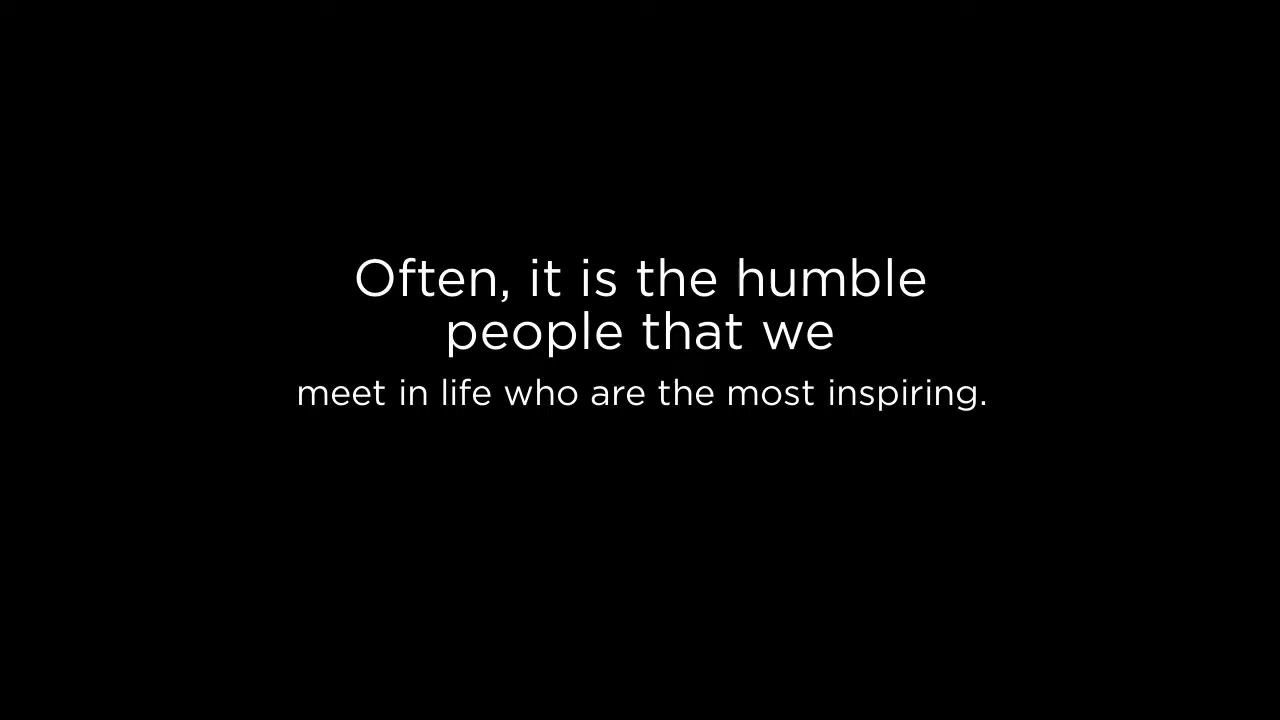 Often, it is the humble
people that we
meet in life who are the most inspiring.